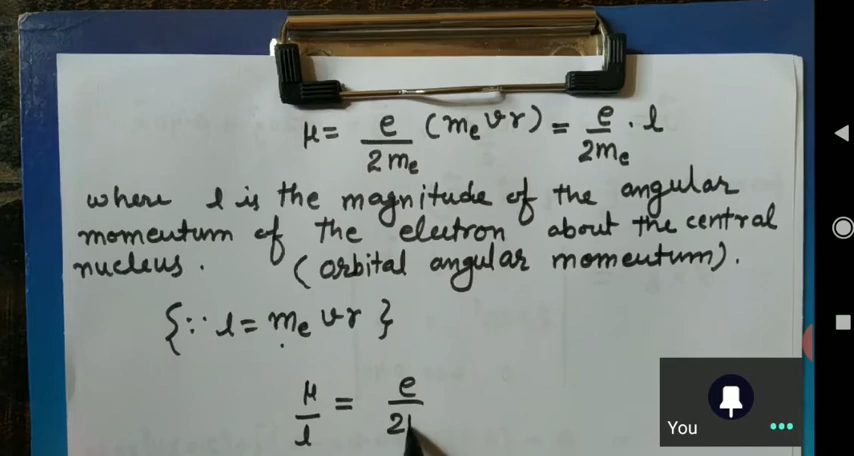 μ = e/2mₑ (mₑvr) = e/2mₑ · l
where l is the magnitude of the angular
momentum of the electron about the central
nucleus. (orbital angular momentum).
{∵ l = mₑvr}
μ/l = e/2
You